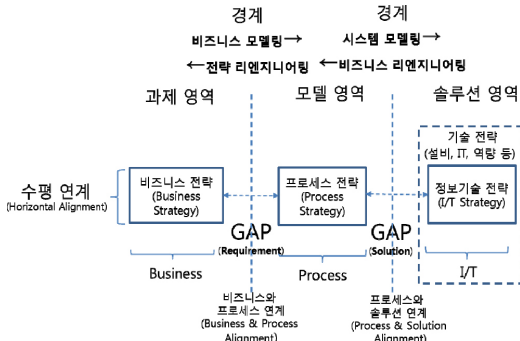 경계
경계
비즈니스 모델링→
시스템 모델링→
←전략 리엔지니어링
←비즈니스 리엔지니어링
과제 영역
모델 영역
솔루션 영역
기술 전략
(설비, IT, 역량 등)
수평 연계
(Horizontal Alignment)
비즈니스 전략
(Business
Strategy)
프로세스 전략
(Process
Strategy)
정보기술 전략
(I/T Strategy)
GAP
(Requirement)
GAP
(Solution)
Business
Process
I/T
비즈니스와
프로세스 연계
(Business & Process
Alignment)
프로세스와
솔루션 연계
(Process & Solution
Alignment)